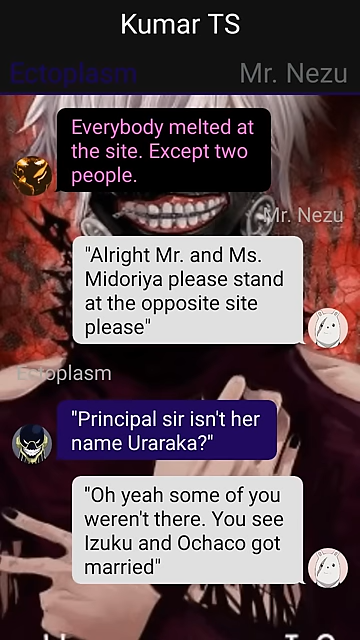 Kumar TS
Ectoplasm Mr. Nezu
Everybody melted at
the site. Except two
people.
Mr. Nezu
"Alright Mr. and Ms.
Midoriya please stand
at the opposite site
please"
Ectoplasm
"Principal sir isn't her
name Uraraka?"
"Oh yeah some of you
weren't there. You see
Izuku and Ochaco got
married"